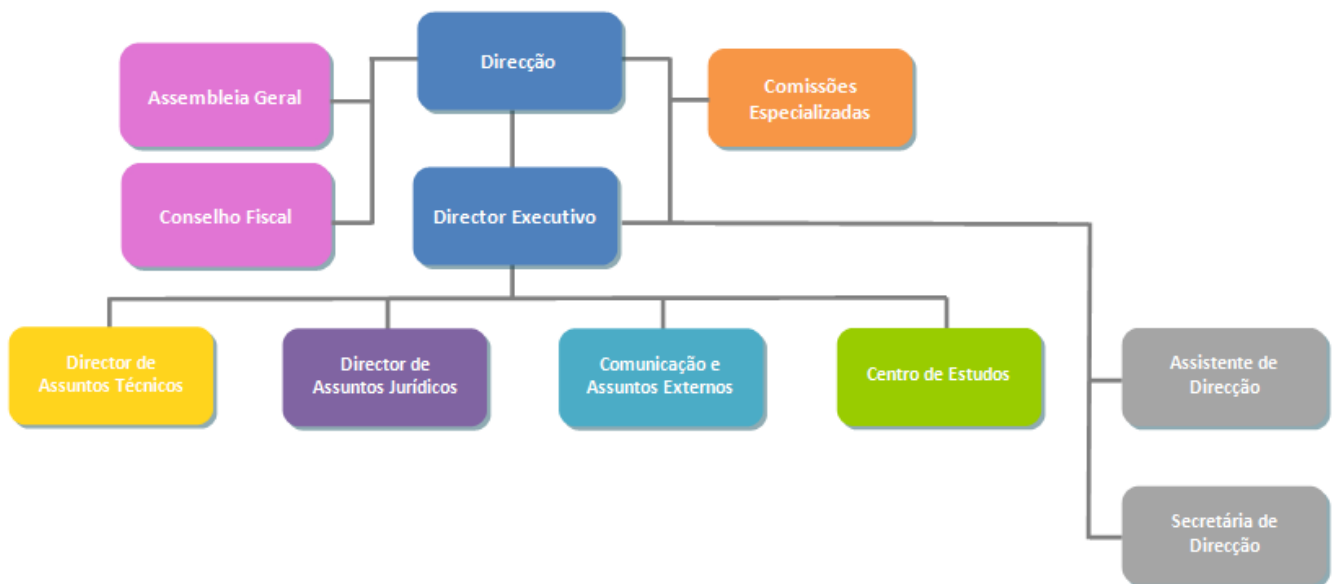 Direcção
Assembleia Geral
Comissões
Especializadas
Conselho Fiscal
Director Executivo
Director de
Assuntos Técnicos
Director de
Assuntos Jurídicos
Comunicação e
Assuntos Externos
Centro de Estudos
Assistente de
Direcção
Secretária de
Direcção